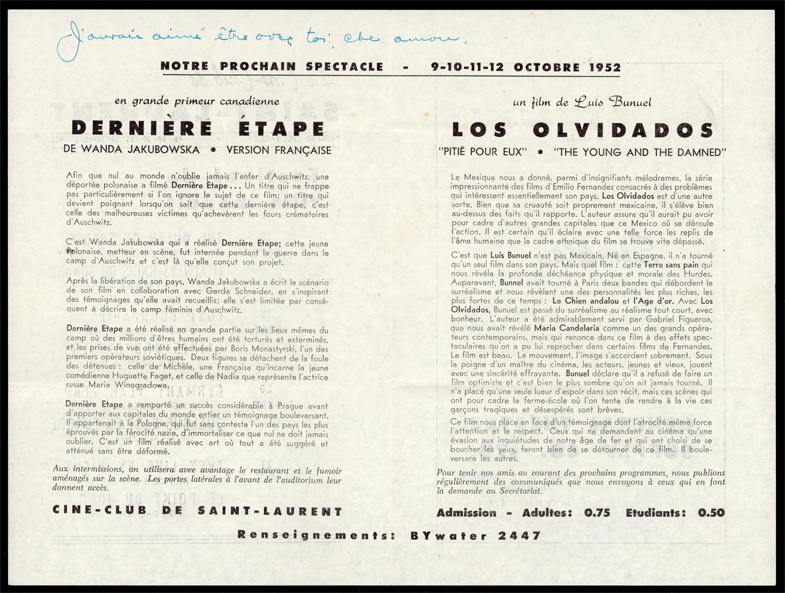 J'aurais aimé être avec toi, cher amour.
NOTRE PROCHAIN SPECTACLE - 9-10-11-12 OCTOBRE 1952
en grande primeur canadienne
DERNIÈRE ÉTAPE
DE WANDA JAKUBOWSKA • VERSION FRANÇAISE
Afin que nul au monde n'oublie jamais l'enfer d'Auschwitz, une
déportée polonaise a filmé Dernière Etape... Un titre qui ne frappe
pas particulièrement si l'on ignore le sujet de ce film; un titre qui
devient poignant lorsqu'on sait que cette dernière étape, c'est
celle des malheureuses victimes qu'achevèrent les fours crématoires
d'Auschwitz.
C'est Wanda Jakubowska qui a réalisé Dernière Etape; cette jeune
Polonaise, metteur en scène, fut internée pendant la guerre dans le
camp d'Auschwitz et c'est là qu'elle conçut son projet.
Après la libération de son pays, Wanda Jakubowska a écrit le scénario
de son film en collaboration avec Gerda Schneider, en s'inspirant
des témoignages qu'elle avait recueillis; elle s'est limitée par consé-
quent à décrire le camp féminin d'Auschwitz.
Dernière Etape a été réalisé en grande partie sur les lieux mêmes du
camp où des millions d'êtres humains ont été torturés et exterminés,
et les prises de vue ont été effectuées par Boris Monastyrski, l'un des
premiers opérateurs soviétiques. Deux figures se détachent de la foule
des détenues : celle de Michèle, une Française qu'incarne la jeune
comédienne Huguette Faget, et celle de Nadia que représente l'actrice
russe Maria Winogradowa.
Dernière Etape a remporté un succès considérable à Prague avant
d'apporter aux capitales du monde entier un témoignage bouleversant.
Il appartenait à la Pologne, qui fut sans conteste l'un des pays les plus
éprouvés par la férocité nazie, d'immortaliser ce que nul ne doit jamais
oublier. C'est un film réalisé avec art où tout a été suggéré et
atténué sans être déformé.
Aux intermissions, on utilisera avec avantage le restaurant et le fumoir
aménagés sur la scène. Les portes latérales à l'avant de l'auditorium leur
donnent accès.
CINE-CLUB DE SAINT-LAURENT
un film de Luis Bunuel
LOS OLVIDADOS
"PITIÉ POUR EUX" • "THE YOUNG AND THE DAMNED"
Le Mexique nous a donné, parmi d'insignifiants mélodrames, la série
impressionnante des films d'Emilio Fernandez consacrés à des problèmes
qui intéressent essentiellement son pays. Los Olvidados est d'une autre
sorte. Bien que sa cruauté soit proprement mexicaine, il s'élève bien
au-dessus des faits qu'il rapporte. L'auteur assure qu'il aurait pu avoir
pour cadre d'autres grandes capitales que ce Mexico où se déroule
l'action. Il est certain qu'il éclaire avec une telle force les replis de
l'âme humaine que le cadre ethnique du film se trouve vite dépassé.
C'est que Luis Bunuel n'est pas Mexicain. Né en Espagne, il n'a tourné
qu'un seul film dans son pays. Mais quel film : cette Terre sans pain qui
nous révéla la profonde déchéance physique et morale des Hurdes.
Auparavant, Bunnel avait tourné à Paris deux bandes qui débordent le
surréalisme et nous révèlent une des personnalités les plus riches, les
plus fortes de ce temps : Le Chien andalou et l'Age d'or. Avec Los
Olvidados, Bunuel est passé du surréalisme au réalisme tout court, avec
bonheur. L'auteur a été admirablement servi par Gabriel Figueroa,
que nous avait révélé Maria Candelaria comme un des grands opéra-
teurs contemporains, mais qui renonce dans ce film à des effets spec-
taculaires qu'on a pu lui reprocher dans certains films de Fernandez.
Le film est beau. Le mouvement, l'image s'accordent sobrement. Sous
la poigne d'un maître du cinéma, les acteurs, jeunes et vieux, jouent
avec une sincérité effrayante. Bunuel déclare qu'il a refusé de faire un
film optimiste et c'est bien le plus sombre qu'on ait jamais tourné. Il
n'a placé qu'une seule lueur d'espoir dans son récit, mais ces scènes qui
ont pour cadre la ferme-école où l'on tente de rendre à la vie ces
garçons tragiques et désespérés sont brèves.
Ce film nous place en face d'un témoignage dont l'atrocité même force
l'attention et le respect. Ceux qui ne demandent au cinéma qu'une
évasion aux inquiétudes de notre âge de fer et qui ont choisi de se
boucher les yeux, feront bien de se détourner de ce film. Il boule-
versera les autres.
Pour tenir nos amis au courant des prochains programmes, nous publions
régulièrement des communiqués que nous envoyons à ceux qui en font
la demande au Secrétariat.
Admission - Adultes: 0.75 Etudiants: 0.50
Renseignements: BYwater 2447